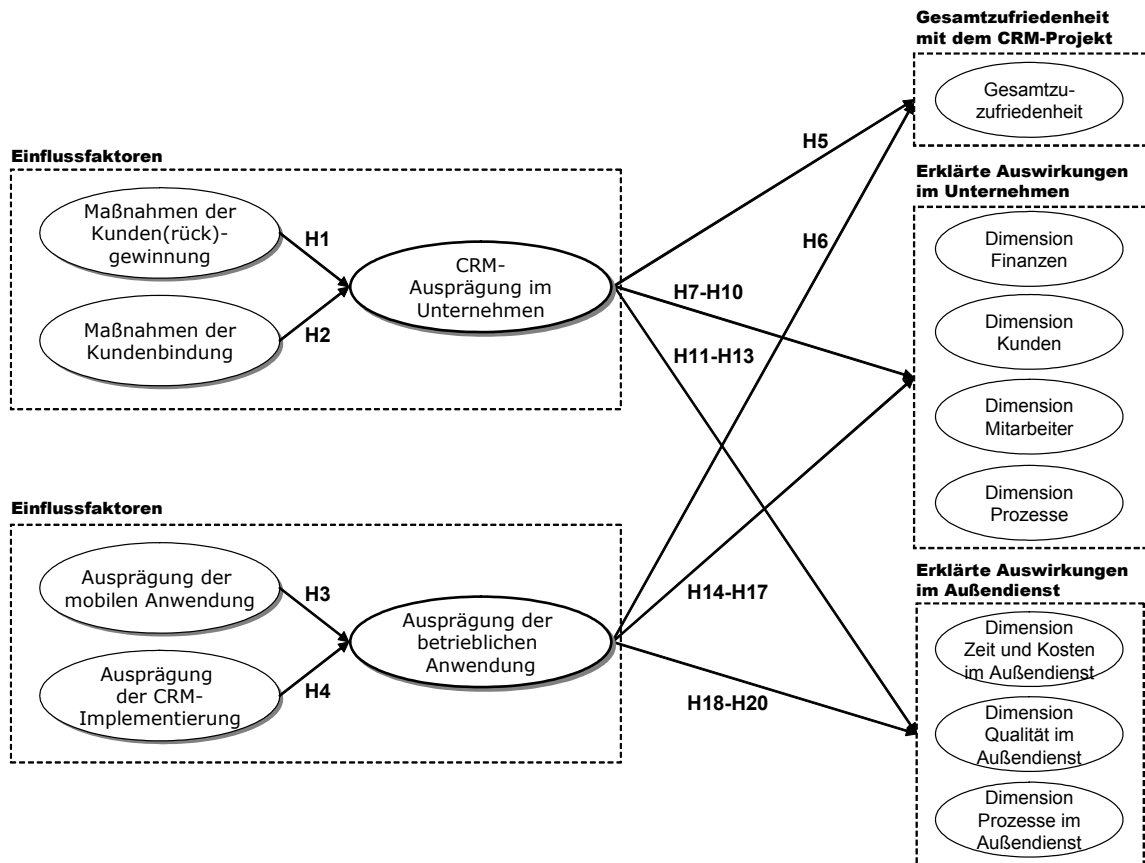 Gesamtzufriedenheit
mit dem CRM-Projekt
Gesamtzu-
zufriedenheit
Einflussfaktoren
Maßnahmen der
Kunden(rück)-
gewinnung
Maßnahmen der
Kundenbindung
H1
H2
CRM-
Ausprägung im
Unternehmen
H5
H6
H7-H10
H11-H13
Erklärte Auswirkungen
im Unternehmen
Dimension
Finanzen
Dimension
Kunden
Dimension
Mitarbeiter
Dimension
Prozesse
Einflussfaktoren
Ausprägung der
mobilen Anwendung
Ausprägung
der CRM-
Implementierung
H3
H4
Ausprägung der
betrieblichen
Anwendung
H14-H17
H18-H20
Erklärte Auswirkungen
im Außendienst
Dimension
Zeit und Kosten
im Außendienst
Dimension
Qualität im
Außendienst
Dimension
Prozesse im
Außendienst